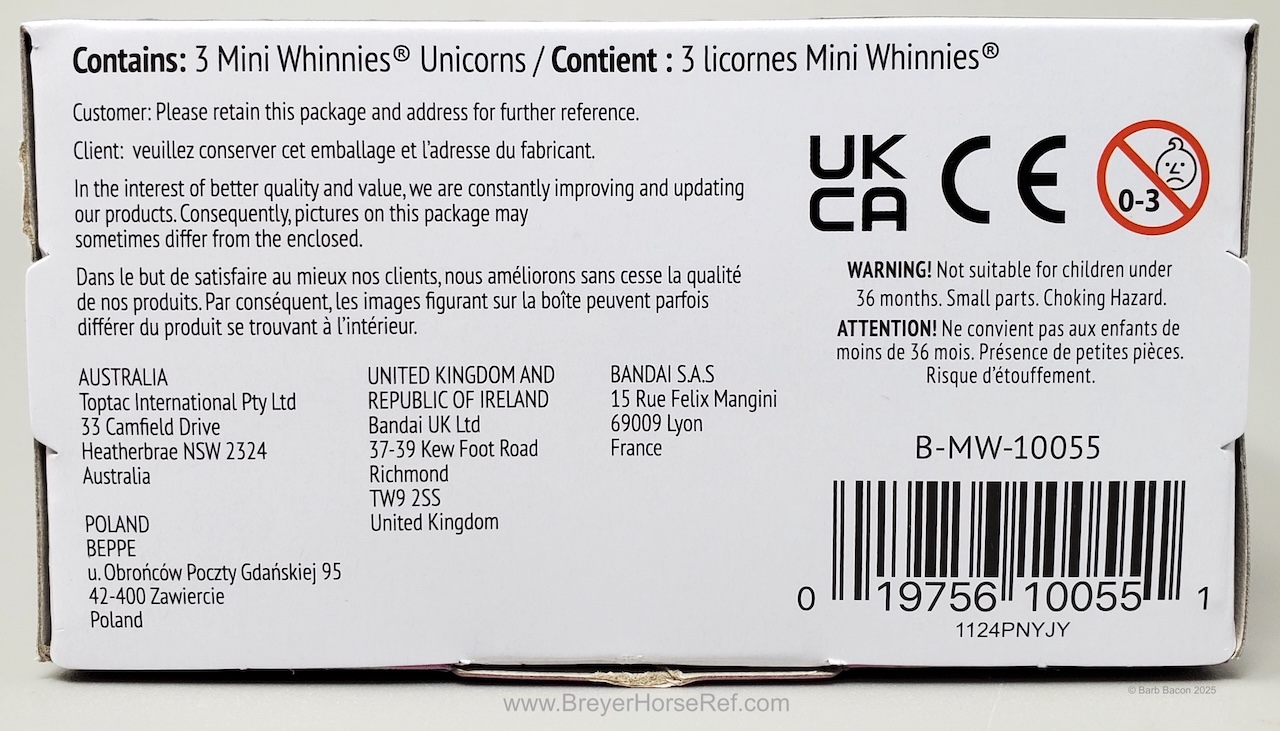 Contains: 3 Mini Whinnies® Unicorns / Contient : 3 licornes Mini Whinnies®
Customer: Please retain this package and address for further reference.
Client: veuillez conserver cet emballage et l'adresse du fabricant.
In the interest of better quality and value, we are constantly improving and updating
our products. Consequently, pictures on this package may
sometimes differ from the enclosed.
Dans le but de satisfaire au mieux nos clients, nous améliorons sans cesse la qualité
de nos produits. Par conséquent, les images figurant sur la boîte peuvent parfois
différer du produit se trouvant à l'intérieur.
AUSTRALIA
Toptac International Pty Ltd
33 Camfield Drive
Heatherbrae NSW 2324
Australia
POLAND
BEPPE
u. Obrońców Poczty Gdańskiej 95
42-400 Zawiercie
Poland
UNITED KINGDOM AND
REPUBLIC OF IRELAND
Bandai UK Ltd
37-39 Kew Foot Road
Richmond
TW9 2SS
United Kingdom
BANDAI S.A.S
15 Rue Felix Mangini
69009 Lyon
France
UK
CA
CE
0-3
WARNING! Not suitable for children under
36 months. Small parts. Choking Hazard.
ATTENTION! Ne convient pas aux enfants de
moins de 36 mois. Présence de petites pièces.
Risque d'étouffement.
B-MW-10055
0 19756 10055 1
1124PNYJY
© Barb Bacon 2025
www.BreyerHorseRef.com